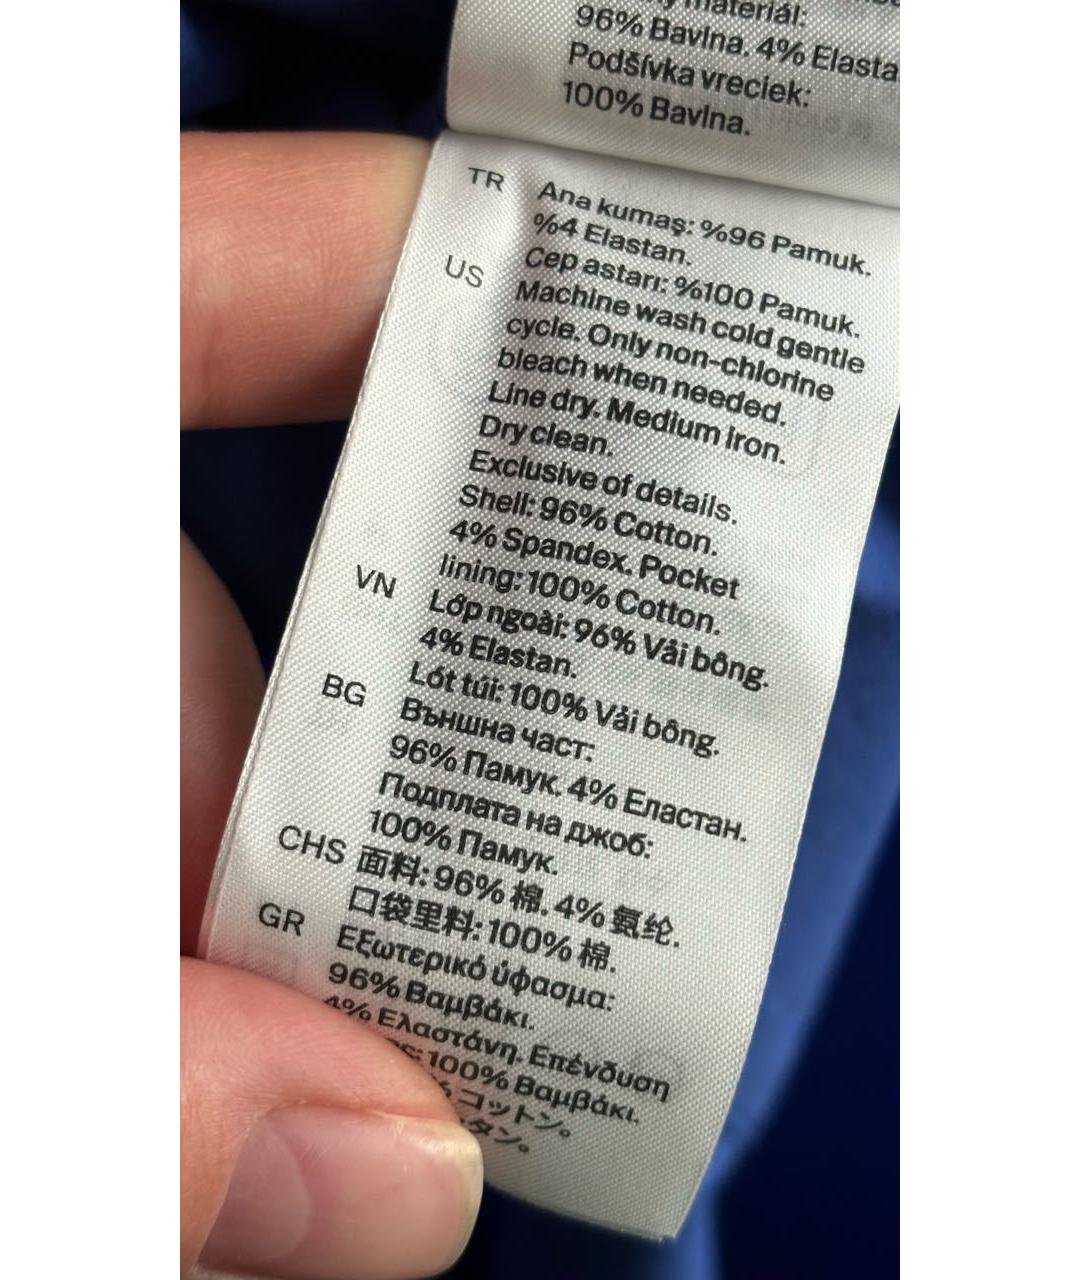 materiál:
96% Bavlna. 4% Elasta
Podšívka vreciek:
100% Bavlna.
TR Ana kumaş: %96 Pamuk.
%4 Elastan.
Cep astarı: %100 Pamuk.
US Machine wash cold gentle
cycle. Only non-chlorine
bleach when needed.
Line dry. Medium iron.
Dry clean.
Exclusive of details.
Shell: 96% Cotton.
4% Spandex. Pocket
lining: 100% Cotton.
VN Lớp ngoài: 96% Vải bông.
4% Elastan.
Lót túi: 100% Vải bông.
BG Външна част:
96% Памук. 4% Еластан.
Подплата на джоб:
100% Памук.
CHS 面料: 96% 棉. 4% 氨纶.
口袋里料: 100% 棉.
GR Εξωτερικό ύφασμα:
96% Βαμβάκι.
4% Ελαστάνη. Επένδυση
100% Βαμβάκι.
% コットン。
タン。